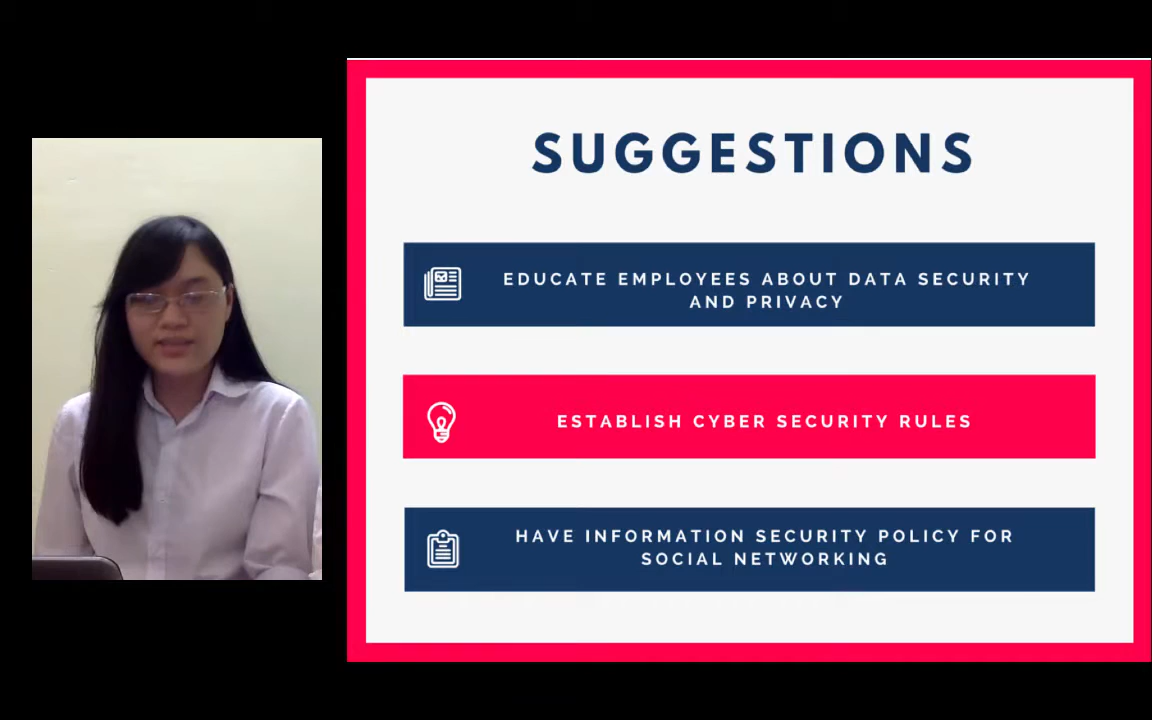 SUGGESTIONS
EDUCATE EMPLOYEES ABOUT DATA SECURITY
AND PRIVACY
ESTABLISH CYBER SECURITY RULES
HAVE INFORMATION SECURITY POLICY FOR
SOCIAL NETWORKING